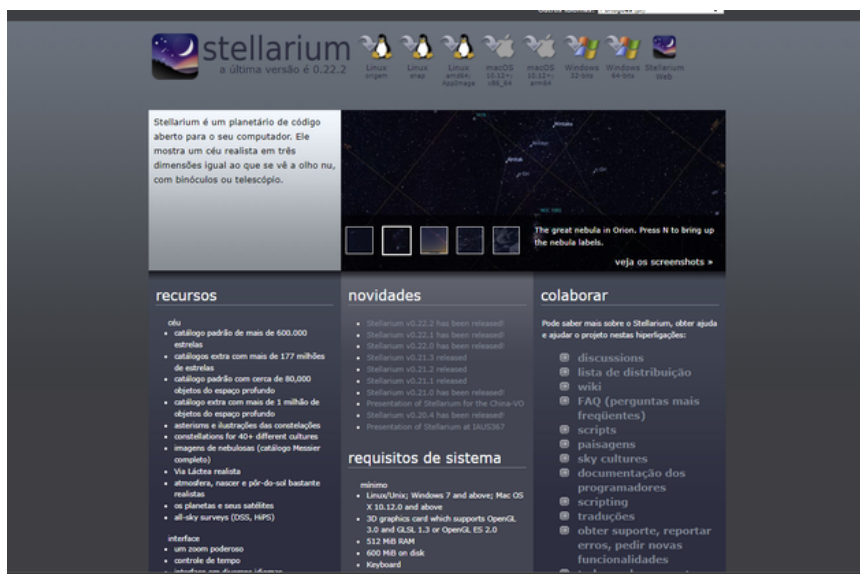 stellarium
a última versão é 0.22.2
Linux
origem
Linux
snap
Linux
amd64;
AppImage
macOS
10.12+;
x86_64
macOS
10.12+;
arm64
Windows
32-bits
Windows
64-bits
Stellarium
Web
Stellarium é um planetário de código
aberto para o seu computador. Ele
mostra um céu realista em três
dimensões igual ao que se vê a olho nu,
com binóculos ou telescópio.
Mintaka
Alnilam
Alnitak
The great nebula in Orion. Press N to bring up
the nebula labels.
veja os screenshots »
recursos
céu
catálogo padrão de mais de 600.000
estrelas
catálogos extra com mais de 177 milhões
de estrelas
catálogo padrão com cerca de 80,000
objetos do espaço profundo
catálogo extra com mais de 1 milhão de
objetos do espaço profundo
asterisms e ilustrações das constelações
constellations for 40+ different cultures
imagens de nebulosas (catálogo Messier
completo)
Via Láctea realista
atmosfera, nascer e pôr-do-sol bastante
realistas
os planetas e seus satélites
all-sky surveys (DSS, HiPS)
interface
um zoom poderoso
controle de tempo
interface em diversos idiomas
novidades
Stellarium v0.22.2 has been released!
Stellarium v0.22.1 has been released!
Stellarium v0.22.0 has been released!
Stellarium v0.21.3 released
Stellarium v0.21.2 released
Stellarium v0.21.1 released
Stellarium v0.21.0 has been released!
Presentation of Stellarium for the China-VO
Stellarium v0.20.4 has been released!
Presentation of Stellarium at IAUS367
requisitos de sistema
mínimo
Linux/Unix; Windows 7 and above; Mac OS
X 10.12.0 and above
3D graphics card which supports OpenGL
3.0 and GLSL 1.3 or OpenGL ES 2.0
512 MiB RAM
600 MiB on disk
Keyboard
colaborar
Pode saber mais sobre o Stellarium, obter ajuda
e ajudar o projeto nestas hiperligações:
discussions
lista de distribuição
wiki
FAQ (perguntas mais
freqüentes)
scripts
paisagens
sky cultures
documentação dos
programadores
scripting
traduções
obter suporte, reportar
erros, pedir novas
funcionalidades